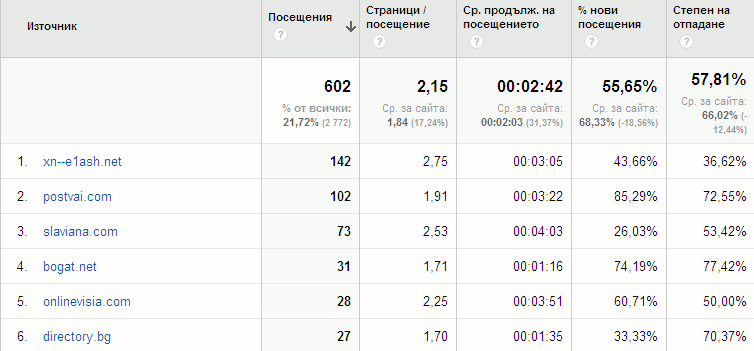 Източник Посещения Страници / посещение Ср. продълж. на посещението % нови посещения Степен на отпадане
? ? ? ? ?
602 2,15 00:02:42 55,65% 57,81%
% от всички: 21,72% (2 772) Ср. за сайта: 1,84 (17,24%) Ср. за сайта: 00:02:03 (31,37%) Ср. за сайта: 68,33% (-18,56%) Ср. за сайта: 66,02% (-12,44%)
1. xn--e1ash.net 142 2,75 00:03:05 43,66% 36,62%
2. postvai.com 102 1,91 00:03:22 85,29% 72,55%
3. slaviana.com 73 2,53 00:04:03 26,03% 53,42%
4. bogat.net 31 1,71 00:01:16 74,19% 77,42%
5. onlinevisia.com 28 2,25 00:03:51 60,71% 50,00%
6. directory.bg 27 1,70 00:01:35 33,33% 70,37%